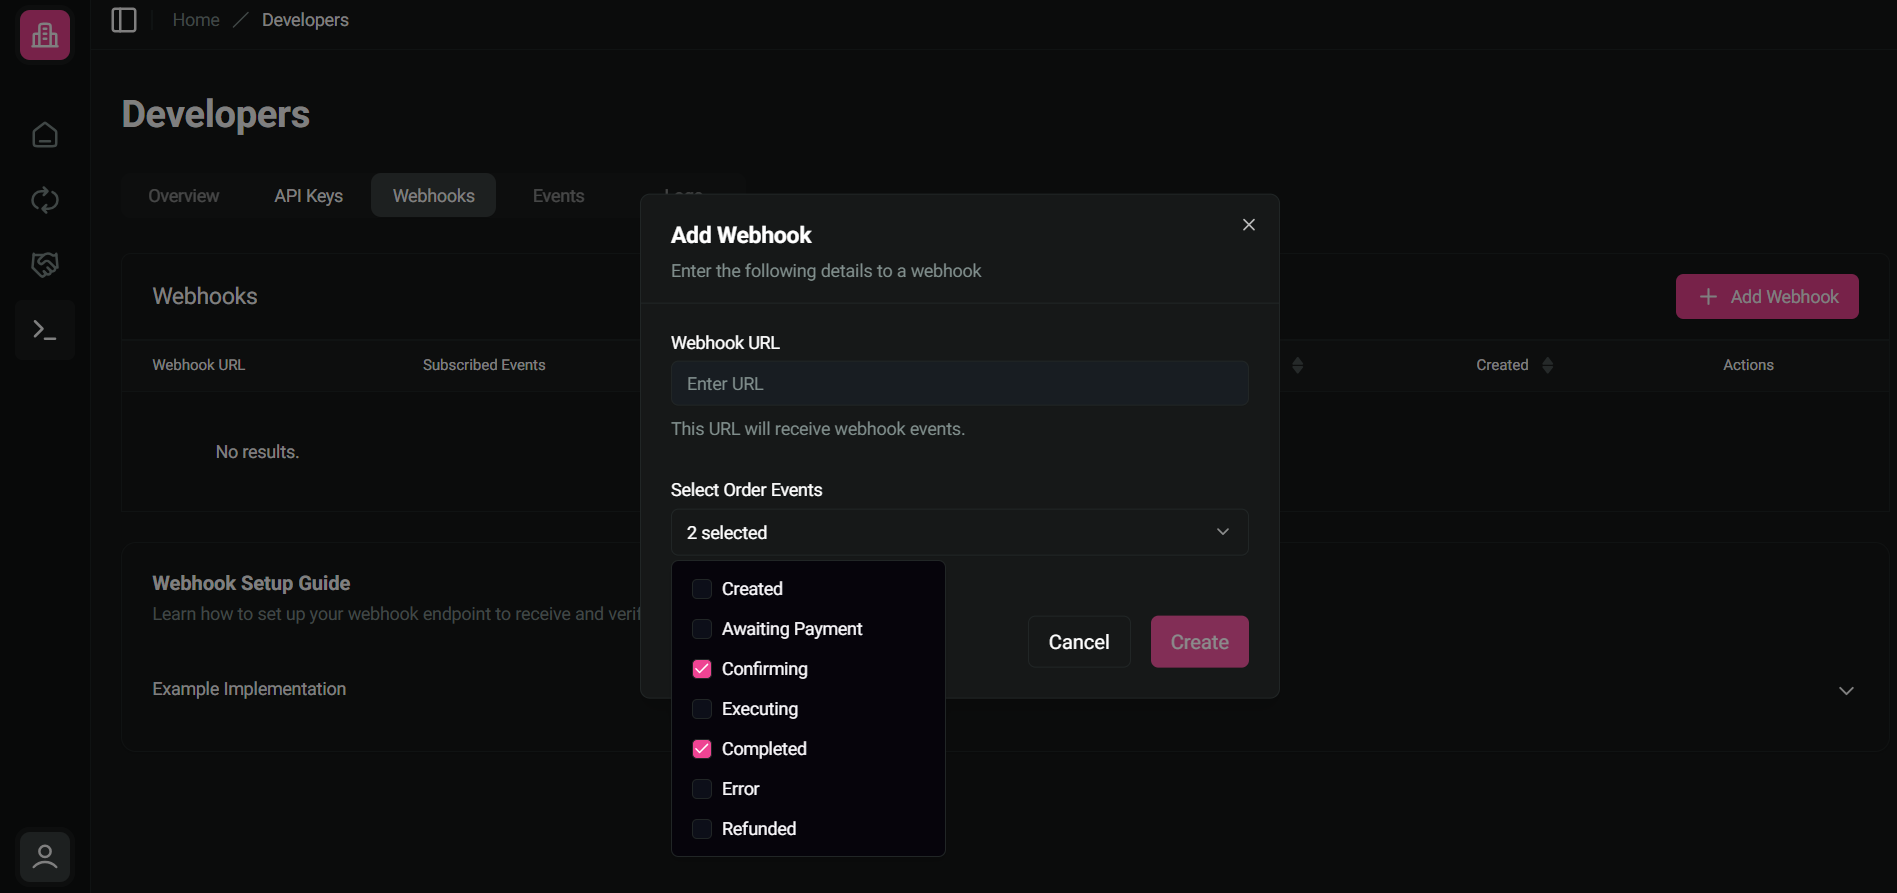 Home / Developers
Developers
Overview
API Keys
Webhooks
Events
Webhooks
Add Webhook
Webhook URL
Subscribed Events
Created
Actions
No results.
Webhook Setup Guide
Learn how to set up your webhook endpoint to receive and
Example Implementation
Add Webhook
Enter the following details to a webhook
Webhook URL
Enter URL
This URL will receive webhook events.
Select Order Events
2 selected
Created
Awaiting Payment
Confirming
Executing
Completed
Error
Refunded
Cancel
Create